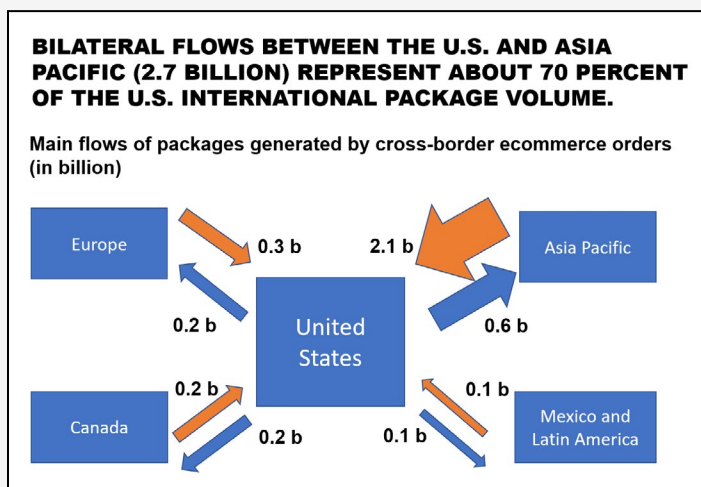 BILATERAL FLOWS BETWEEN THE U.S. AND ASIA
PACIFIC (2.7 BILLION) REPRESENT ABOUT 70 PERCENT
OF THE U.S. INTERNATIONAL PACKAGE VOLUME.
Main flows of packages generated by cross-border ecommerce orders
(in billion)
Europe
0.3 b
2.1 b
Asia Pacific
0.2 b
United
States
0.6 b
0.2 b
0.1 b
Canada
0.2 b
0.1 b
Mexico and
Latin America